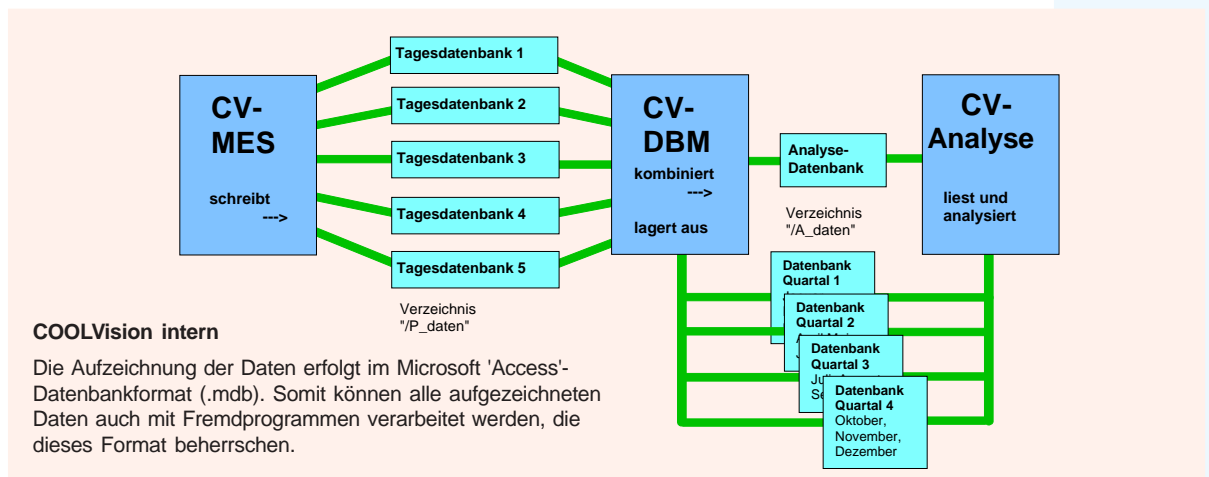 CV-
MES
schreibt
--->
Tagesdatenbank 1
Tagesdatenbank 2
Tagesdatenbank 3
Tagesdatenbank 4
Tagesdatenbank 5
Verzeichnis
"/P_daten"
CV-
DBM
kombiniert
--->
lagert aus
Analyse-
Datenbank
Verzeichnis
"/A_daten"
CV-
Analyse
liest und
analysiert
Datenbank
Quartal 1
Datenbank
Quartal 2
Datenbank
Quartal 3
Datenbank
Quartal 4
Oktober,
November,
Dezember
COOLVision intern
Die Aufzeichnung der Daten erfolgt im Microsoft 'Access'-
Datenbankformat (.mdb). Somit können alle aufgezeichneten
Daten auch mit Fremdprogrammen verarbeitet werden, die
dieses Format beherrschen.